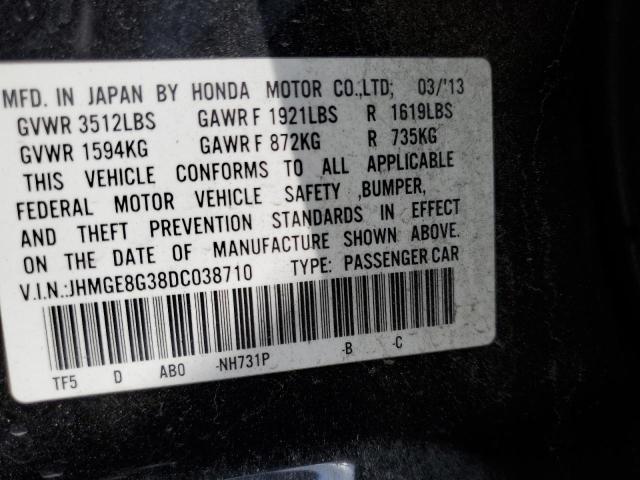 MFD. IN JAPAN BY HONDA MOTOR CO.,LTD; 03/'13
GVWR 3512LBS GAWR F 1921LBS R 1619LBS
GVWR 1594KG GAWR F 872KG R 735KG
THIS VEHICLE CONFORMS TO ALL APPLICABLE
FEDERAL MOTOR VEHICLE SAFETY ,BUMPER,
AND THEFT PREVENTION STANDARDS IN EFFECT
ON THE DATE OF MANUFACTURE SHOWN ABOVE.
V.I.N.:JHMGE8G38DC038710 TYPE: PASSENGER CAR
TF5 D AB0 -NH731P -B -C